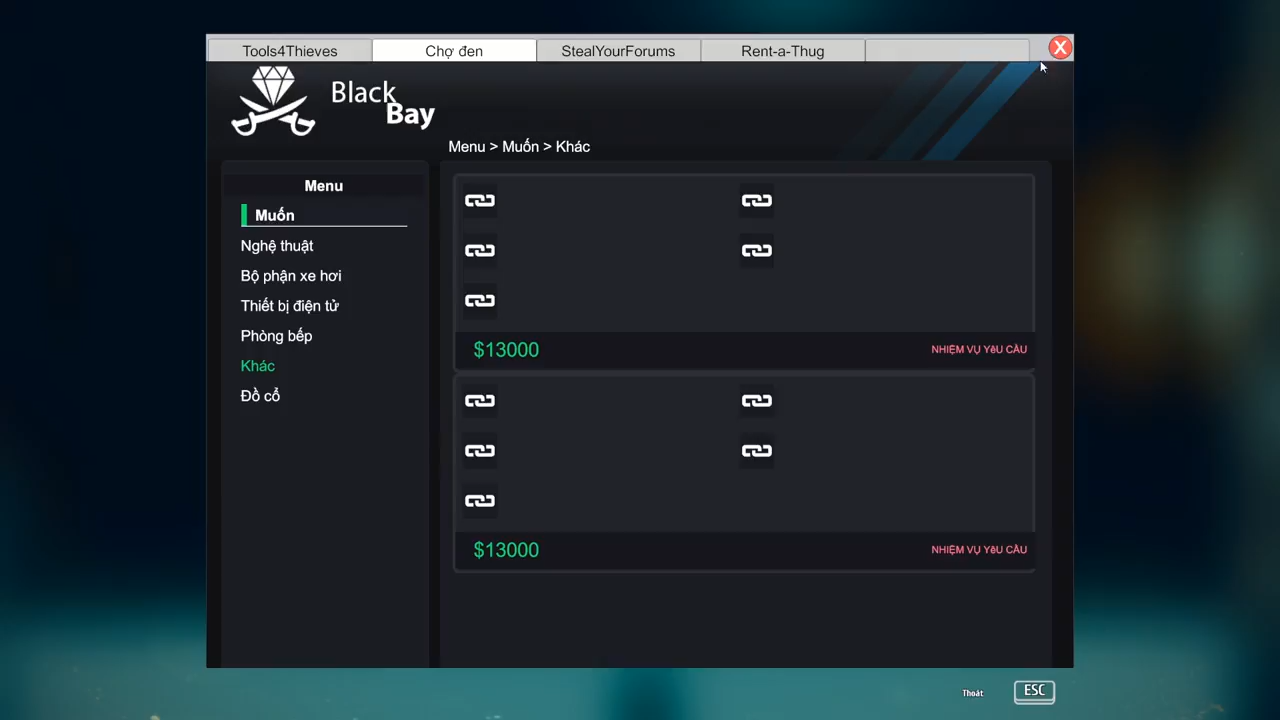 Tools4Thieves
Chợ đen
StealYourForums
Rent-a-Thug
X
Black
Bay
Menu > Muốn > Khác
Menu
Muốn
Nghệ thuật
Bộ phận xe hơi
Thiết bị điện tử
Phòng bếp
Khác
Đồ cổ
$13000
NHIỆM VỤ YêU CẦU
$13000
NHIỆM VỤ YêU CẦU
Thoát
ESC